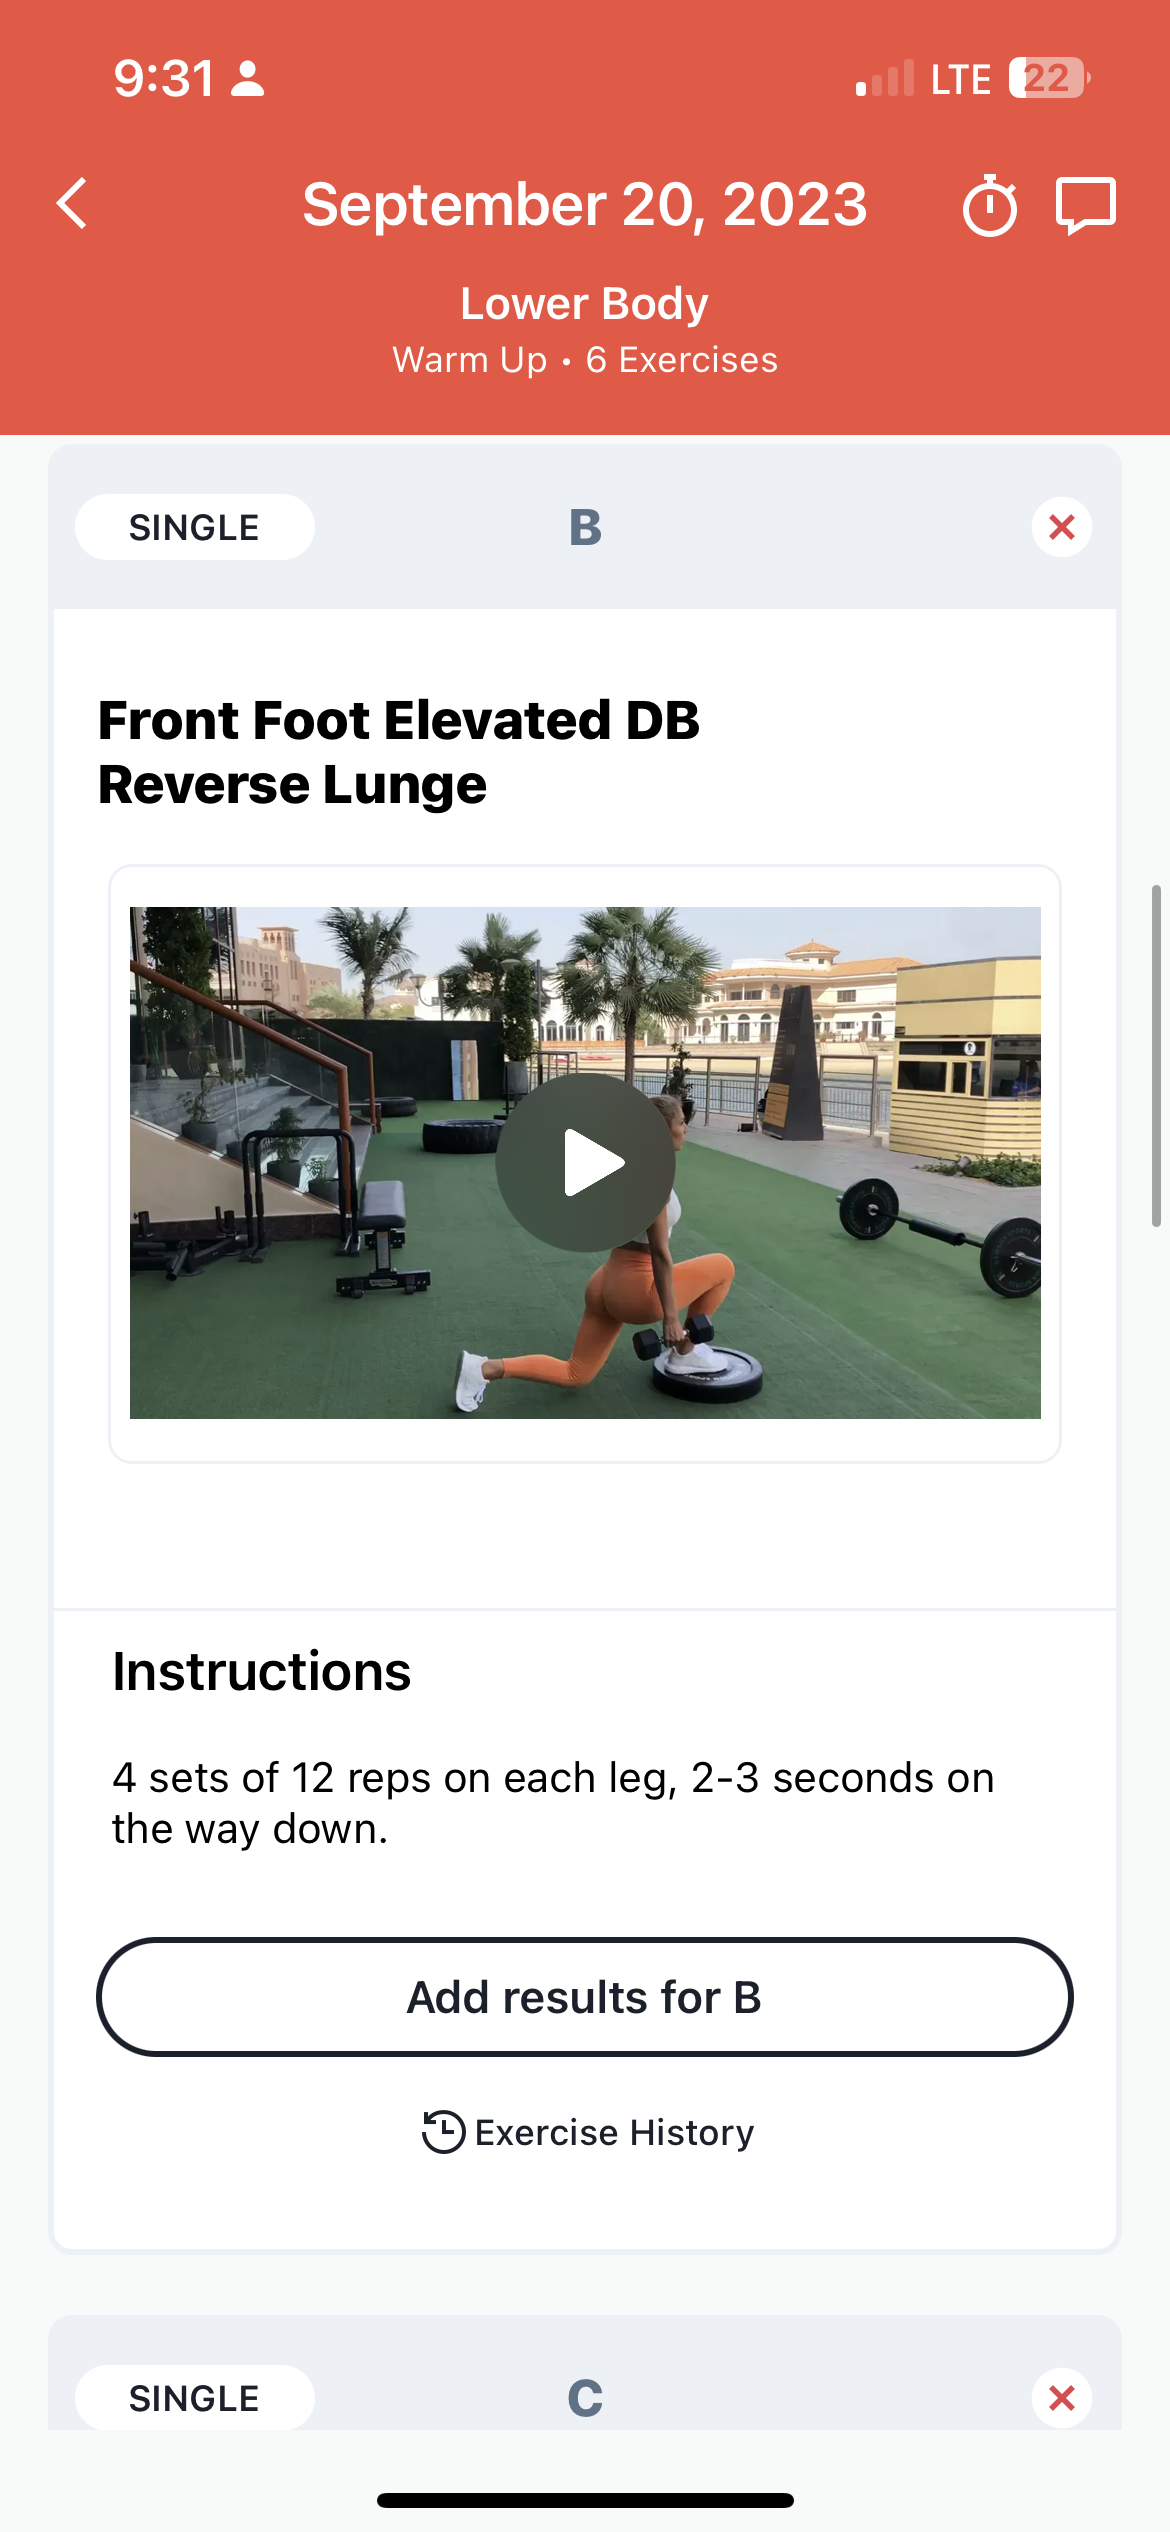 9:31
LTE 22
September 20, 2023
Lower Body
Warm Up • 6 Exercises
SINGLE
B
Front Foot Elevated DB
Reverse Lunge
Instructions
4 sets of 12 reps on each leg, 2-3 seconds on
the way down.
Add results for B
Exercise History
SINGLE
C